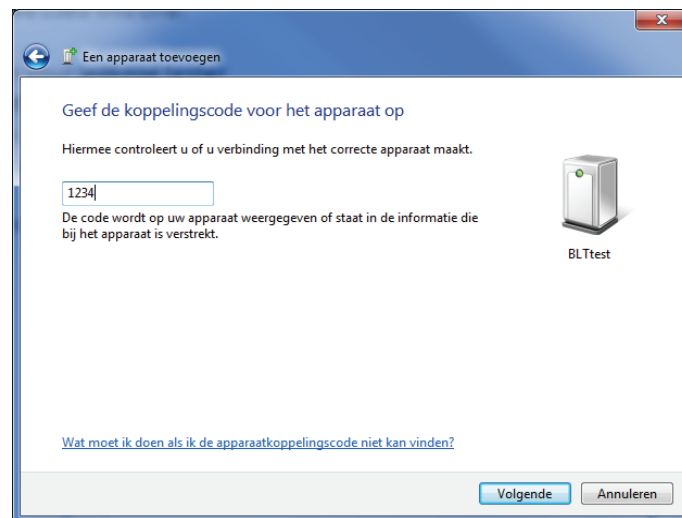 Een apparaat toevoegen
Geef de koppelingscode voor het apparaat op
Hiermee controleert u of u verbinding met het correcte apparaat maakt.
1234
De code wordt op uw apparaat weergegeven of staat in de informatie die
bij het apparaat is verstrekt.
BLTtest
Wat moet ik doen als ik de apparaatkoppelingscode niet kan vinden?
Volgende
Annuleren